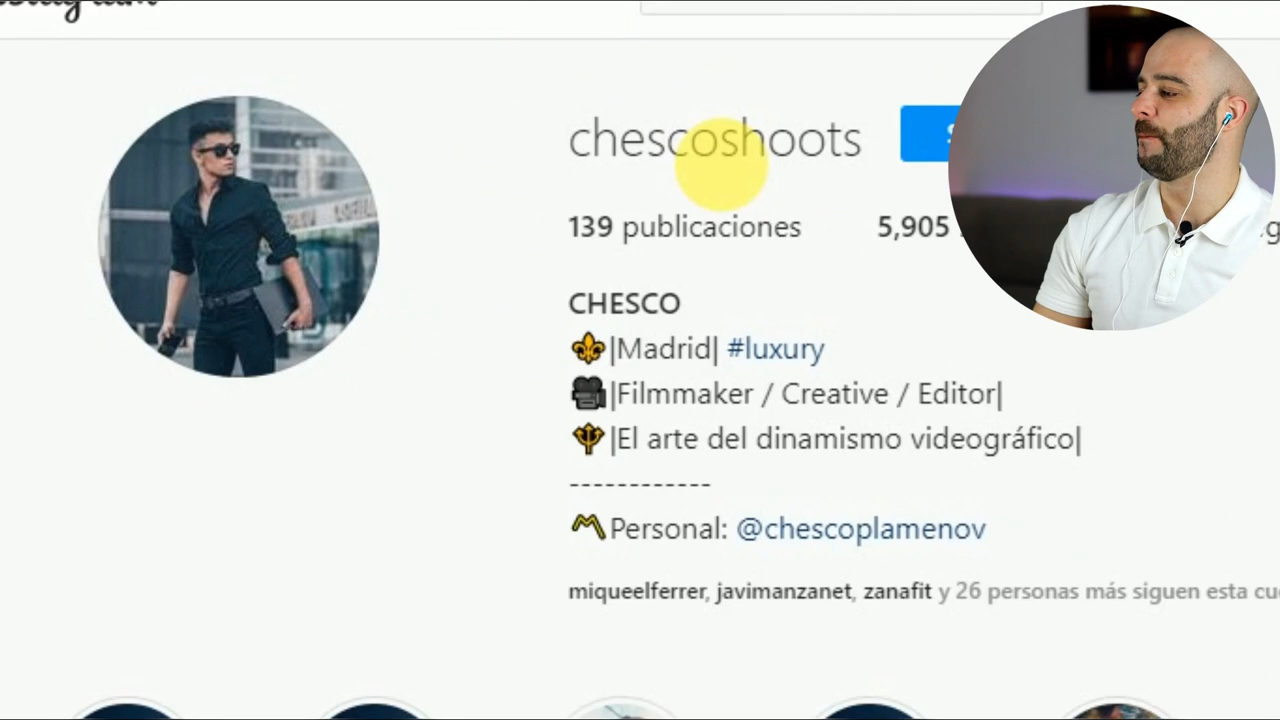 chescoshoots
139 publicaciones 5,905
CHESCO
|Madrid| #luxury
|Filmmaker / Creative / Editor|
|El arte del dinamismo videográfico|
------------
Personal: @chescoplamenov
miqueelferrer, javimanzanet, zanafit y 26 personas más siguen esta